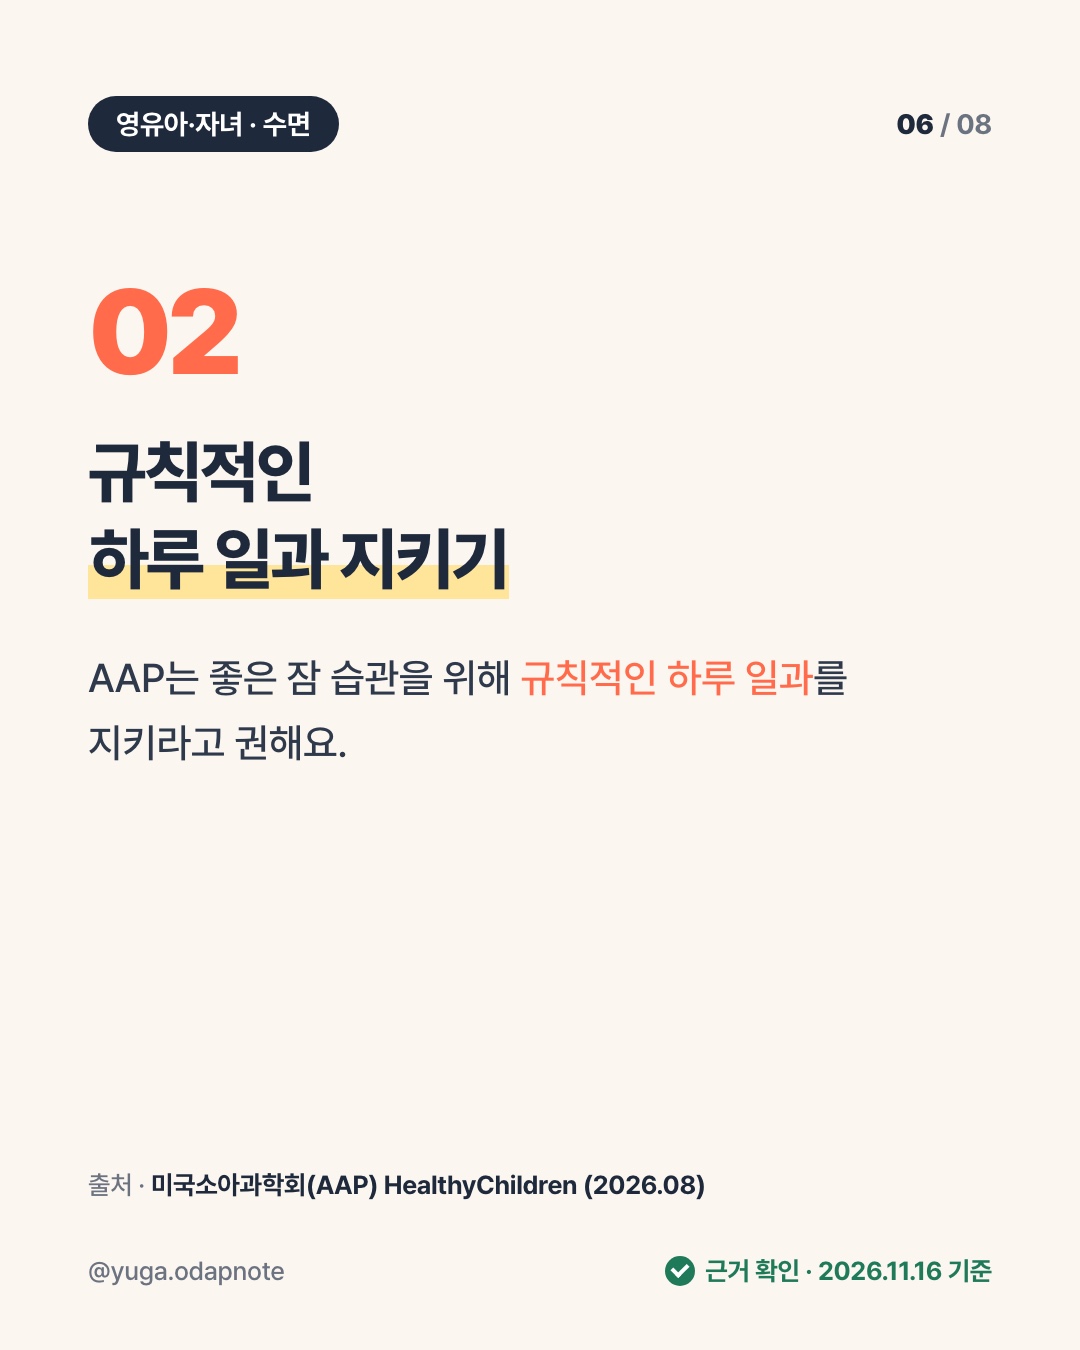 영유아·자녀 · 수면
06 / 08
02
규칙적인
하루 일과 지키기
AAP는 좋은 잠 습관을 위해 규칙적인 하루 일과를
지키라고 권해요.
출처 · 미국소아과학회(AAP) HealthyChildren (2026.08)
@yuga.odapnote
근거 확인 · 2026.11.16 기준